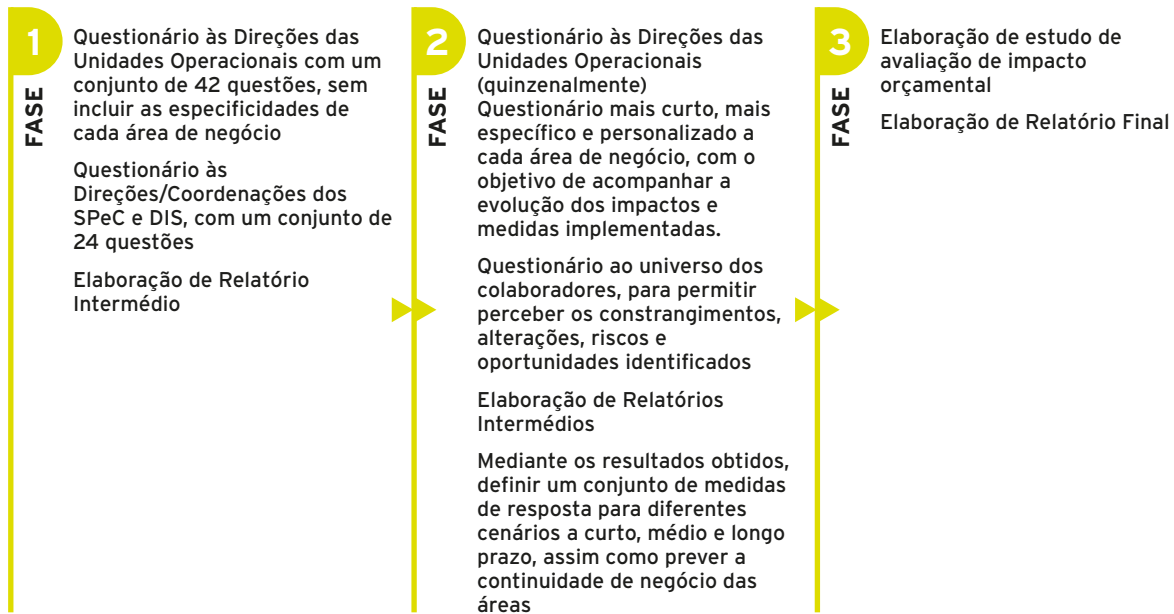 1
FASE
Questionário às Direções das
Unidades Operacionais com um
conjunto de 42 questões, sem
incluir as especificidades de
cada área de negócio
Questionário às
Direções/Coordenações dos
SPeC e DIS, com um conjunto de
24 questões
Elaboração de Relatório
Intermédio
2
FASE
Questionário às Direções das
Unidades Operacionais
(quinzenalmente)
Questionário mais curto, mais
específico e personalizado a
cada área de negócio, com o
objetivo de acompanhar a
evolução dos impactos e
medidas implementadas.
Questionário ao universo dos
colaboradores, para permitir
perceber os constrangimentos,
alterações, riscos e
oportunidades identificados
Elaboração de Relatórios
Intermédios
Mediante os resultados obtidos,
definir um conjunto de medidas
de resposta para diferentes
cenários a curto, médio e longo
prazo, assim como prever a
continuidade de negócio das
áreas
3
FASE
Elaboração de estudo de
avaliação de impacto
orçamental
Elaboração de Relatório Final